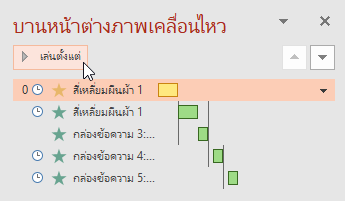 บานหน้าต่างภาพเคลื่อนไหว
เล่นตั้งแต่
0 สี่เหลี่ยมผืนผ้า 1
สี่เหลี่ยมผืนผ้า 1
กล่องข้อความ 3:...
กล่องข้อความ 4:...
กล่องข้อความ 5:...